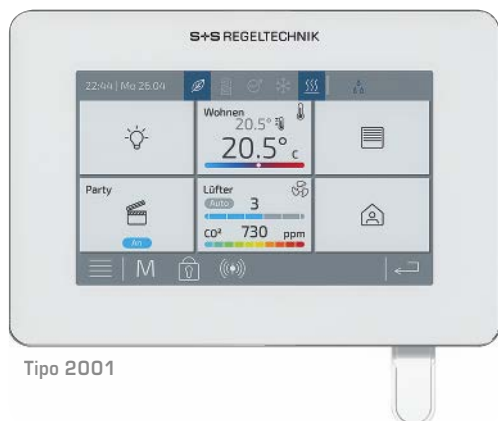 S+S REGELTECHNIK
22:44 | Mo 26.04
Wohnen
20.5°
20.5° c
Party
An
Lüfter
Auto 3
CO² 730 ppm
M
Tipo 2001